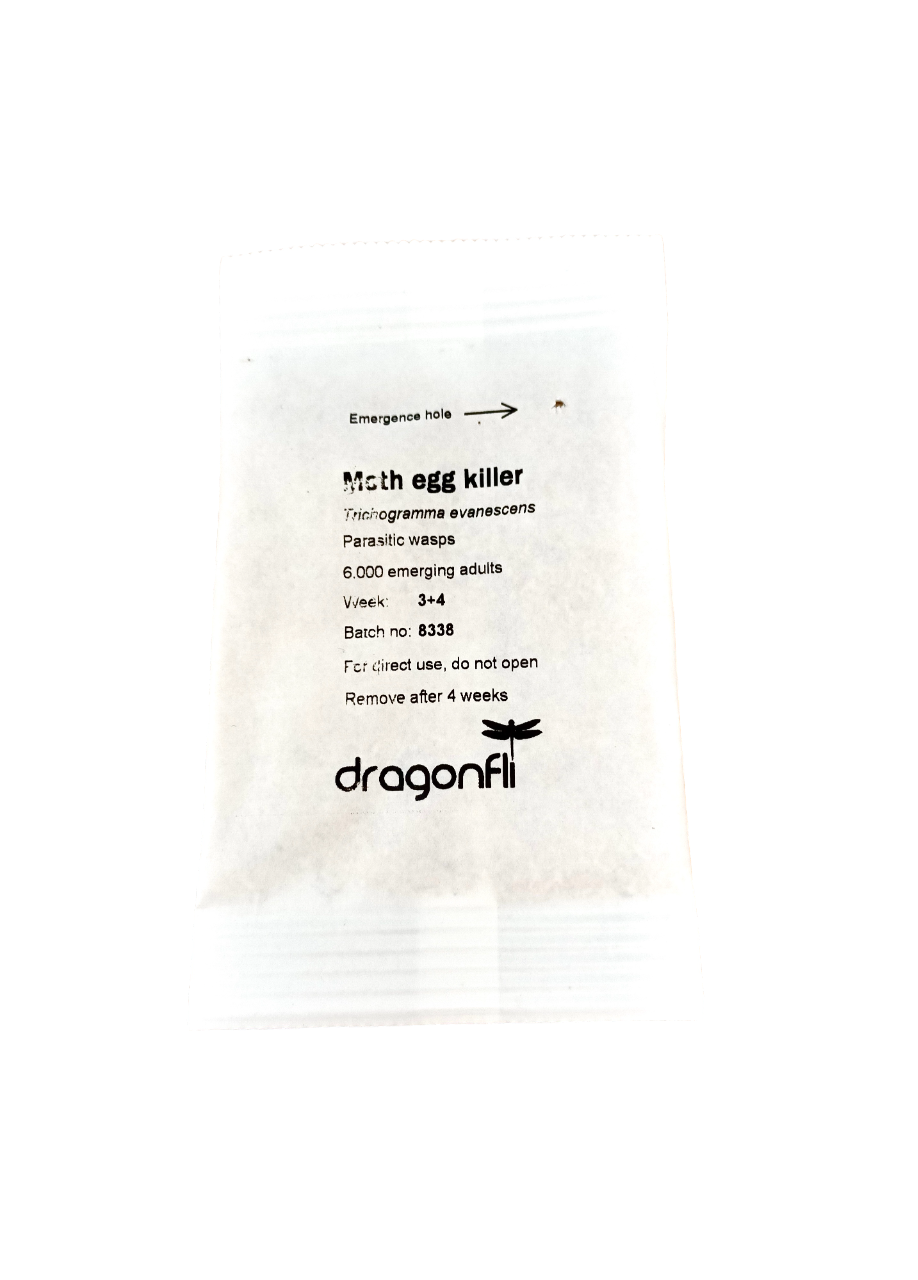 Emergence hole
Moth egg killer
Trichogramma evanescens
Parasitic wasps
6,000 emerging adults
Week: 3+4
Batch no: 8338
For direct use, do not open
Remove after 4 weeks
dragonfli